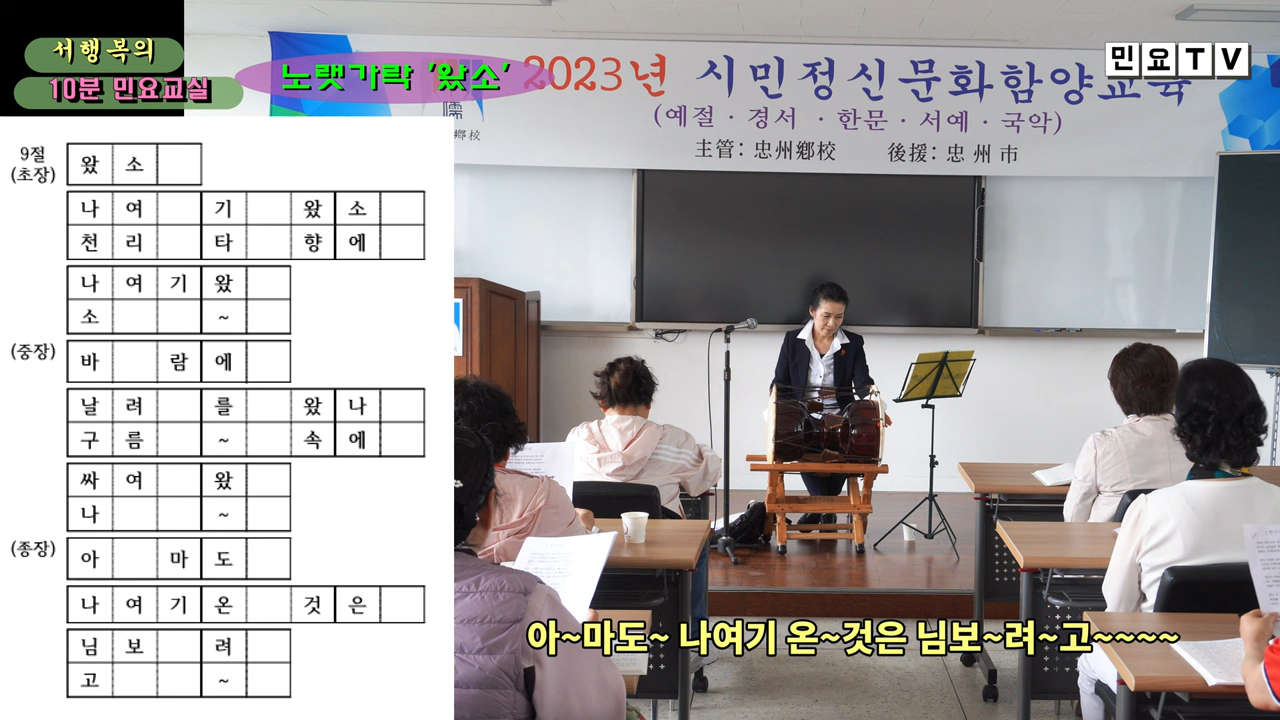 서행복의
10분 민요교실
노랫가락 '왔소'
2023년 시민정신문화함양교육
민요TV
(예절 · 경서 · 한문 · 서예 · 국악)
儒
鄕校
主管: 忠州鄕校 後援: 忠州市
9절
(초장)
왔 소
나 여 기 왔 소
천 리 타 향 에
나 여 기 왔
소 ~
(중장)
바 람 에
날 려 를 왔 나
구 름 ~ 속 에
싸 여 왔
나 ~
(종장)
아 마 도
나 여 기 온 것 은
님 보 려
고 ~
아~마도~ 나여기 온~것은 님보~려~고~~~~